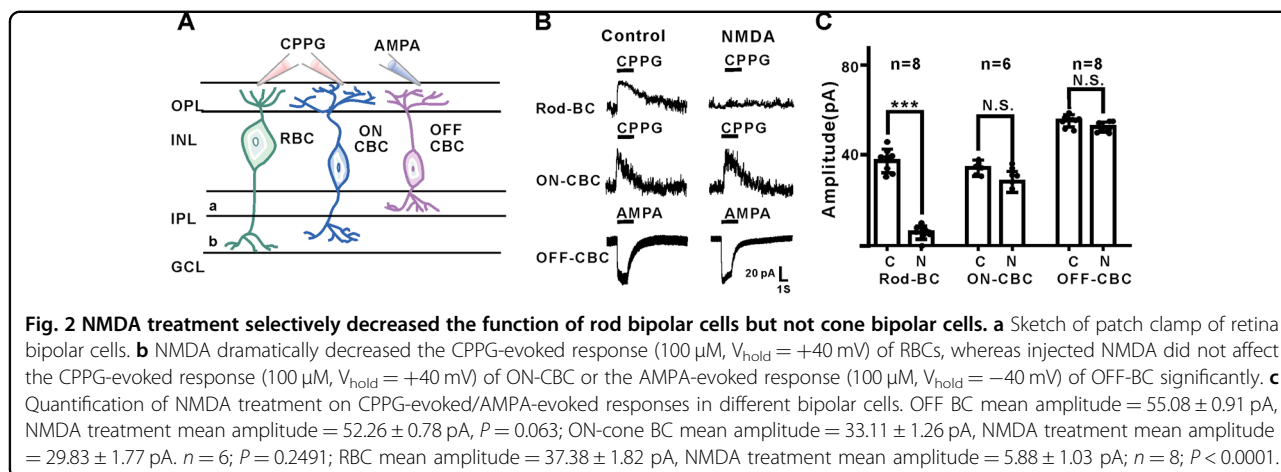 A
CPPG
AMPA
OPL
INL
RBC
ON
CBC
OFF
CBC
a
IPL
b
GCL
B
Control
NMDA
CPPG
CPPG
Rod-BC
CPPG
CPPG
ON-CBC
AMPA
AMPA
OFF-CBC
20 pA
1S
C
n=8
n=6
n=8
80
40
Amplitude(pA)
***
N.S.
N.S.
C N C N C N
Rod-BC ON-CBC OFF-CBC
Fig. 2 NMDA treatment selectively decreased the function of rod bipolar cells but not cone bipolar cells. a Sketch of patch clamp of retina
bipolar cells. b NMDA dramatically decreased the CPPG-evoked response (100 μM, Vhold = +40 mV) of RBCs, whereas injected NMDA did not affect
the CPPG-evoked response (100 μM, Vhold = +40 mV) of ON-CBC or the AMPA-evoked response (100 μM, Vhold = −40 mV) of OFF-BC significantly. c
Quantification of NMDA treatment on CPPG-evoked/AMPA-evoked responses in different bipolar cells. OFF BC mean amplitude = 55.08 ± 0.91 pA,
NMDA treatment mean amplitude = 52.26 ± 0.78 pA, P = 0.063; ON-cone BC mean amplitude = 33.11 ± 1.26 pA, NMDA treatment mean amplitude
= 29.83 ± 1.77 pA. n = 6; P = 0.2491; RBC mean amplitude = 37.38 ± 1.82 pA, NMDA treatment mean amplitude = 5.88 ± 1.03 pA; n = 8; P < 0.0001.